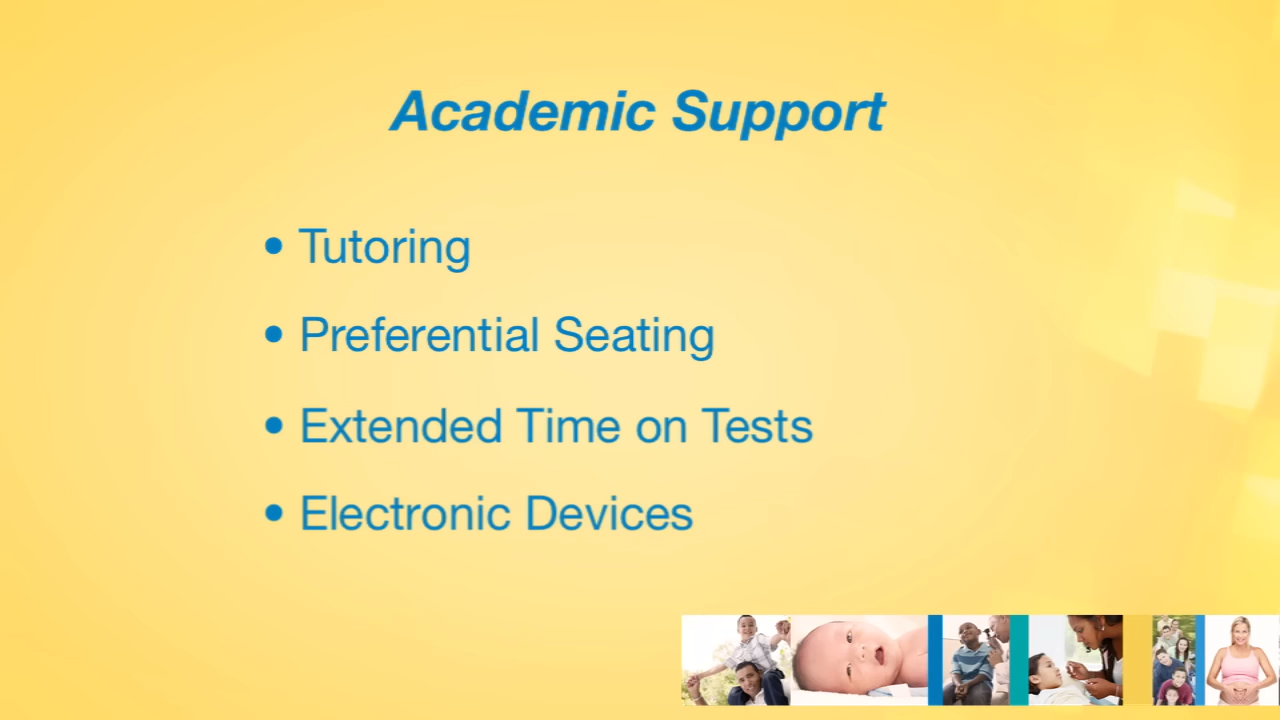 Academic Support
• Tutoring
• Preferential Seating
• Extended Time on Tests
• Electronic Devices